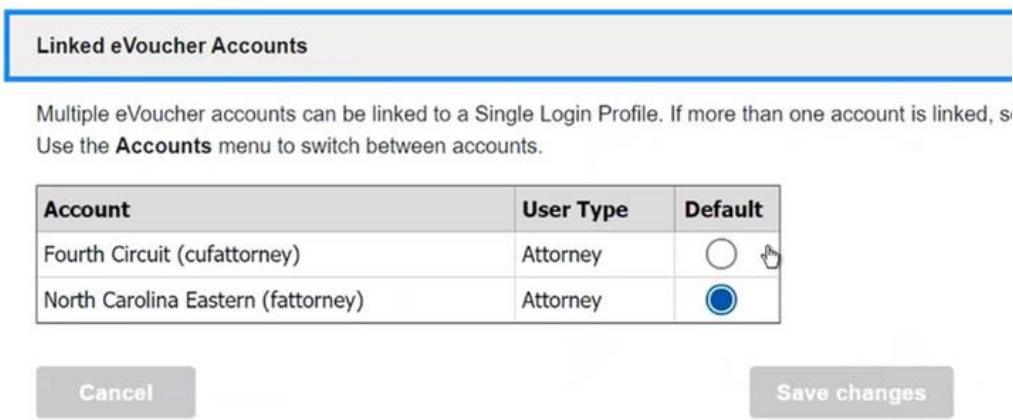 Linked eVoucher Accounts
Multiple eVoucher accounts can be linked to a Single Login Profile. If more than one account is linked,
Use the Accounts menu to switch between accounts.
Account User Type Default
Fourth Circuit (cufattorney) Attorney
North Carolina Eastern (fattorney) Attorney
Cancel Save changes